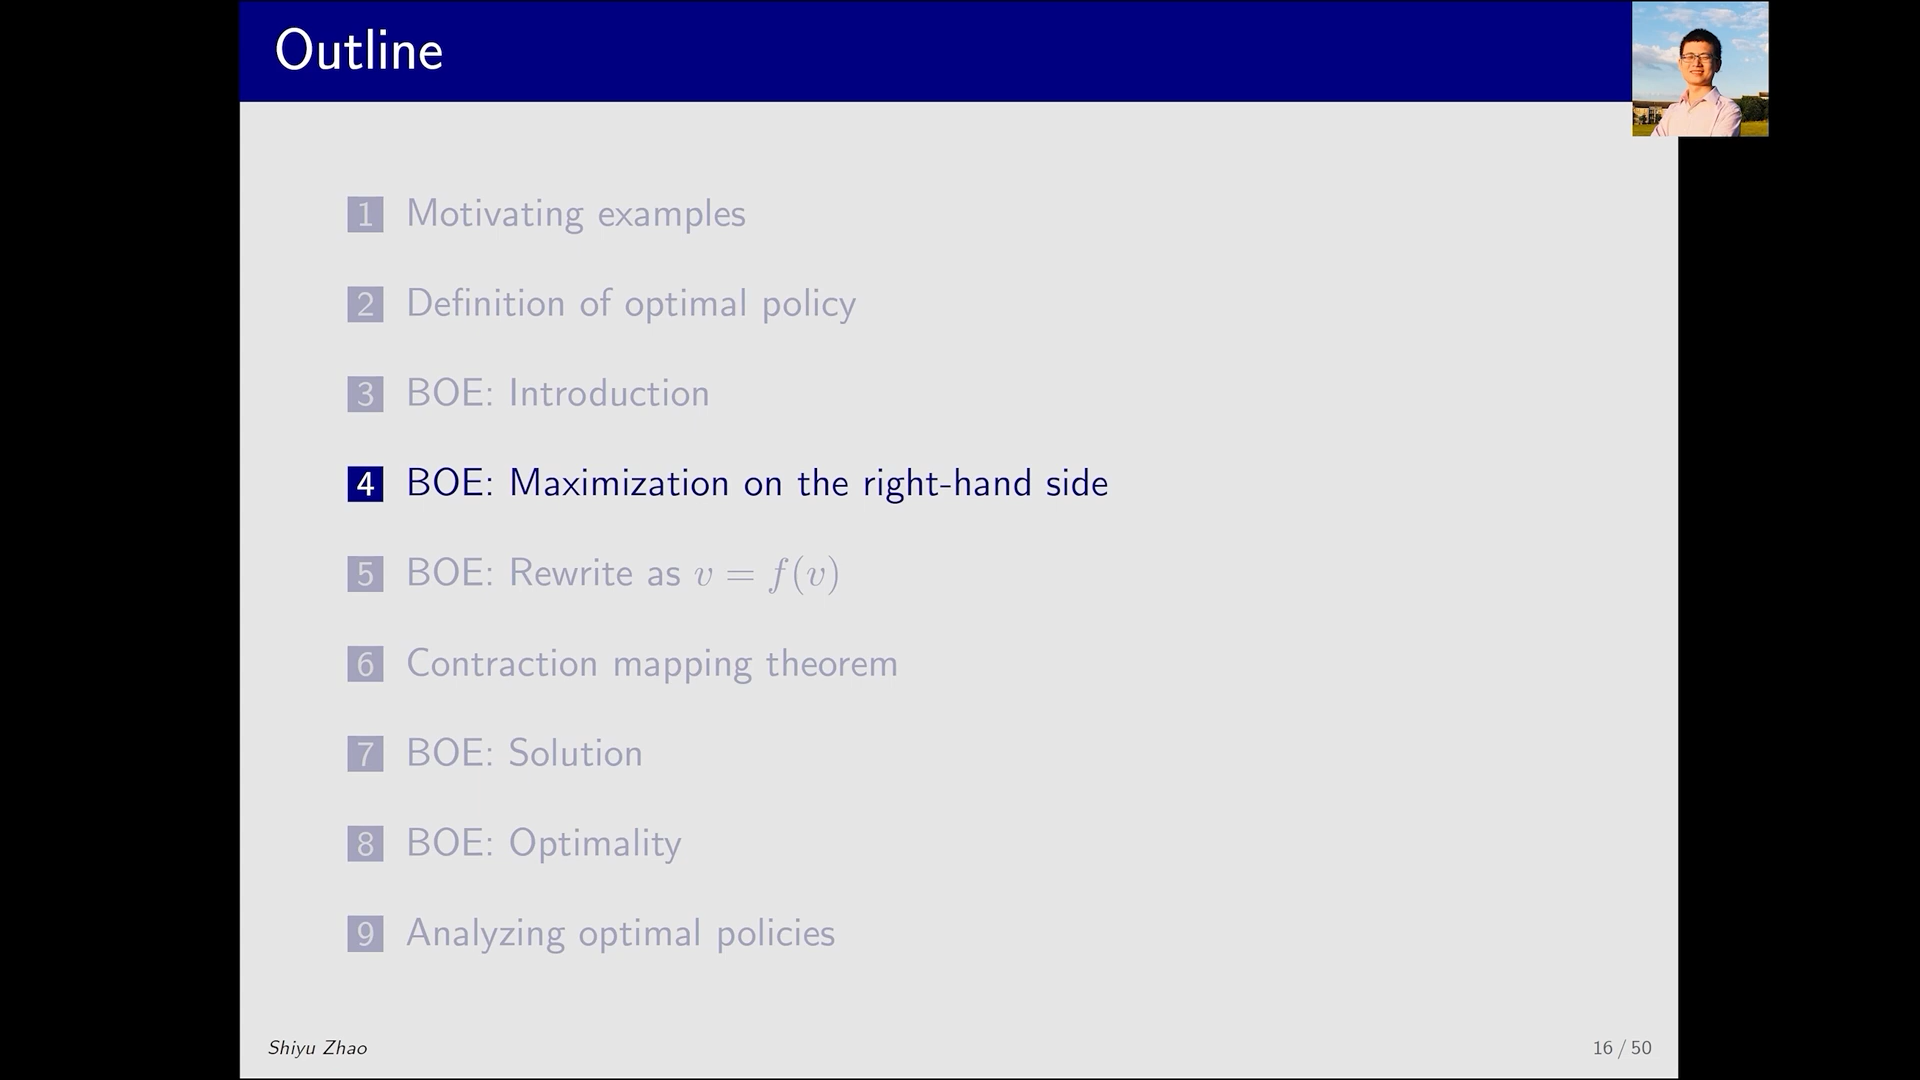 Outline
1 Motivating examples
2 Definition of optimal policy
3 BOE: Introduction
4 BOE: Maximization on the right-hand side
5 BOE: Rewrite as v = f(v)
6 Contraction mapping theorem
7 BOE: Solution
8 BOE: Optimality
9 Analyzing optimal policies
Shiyu Zhao
16 / 50